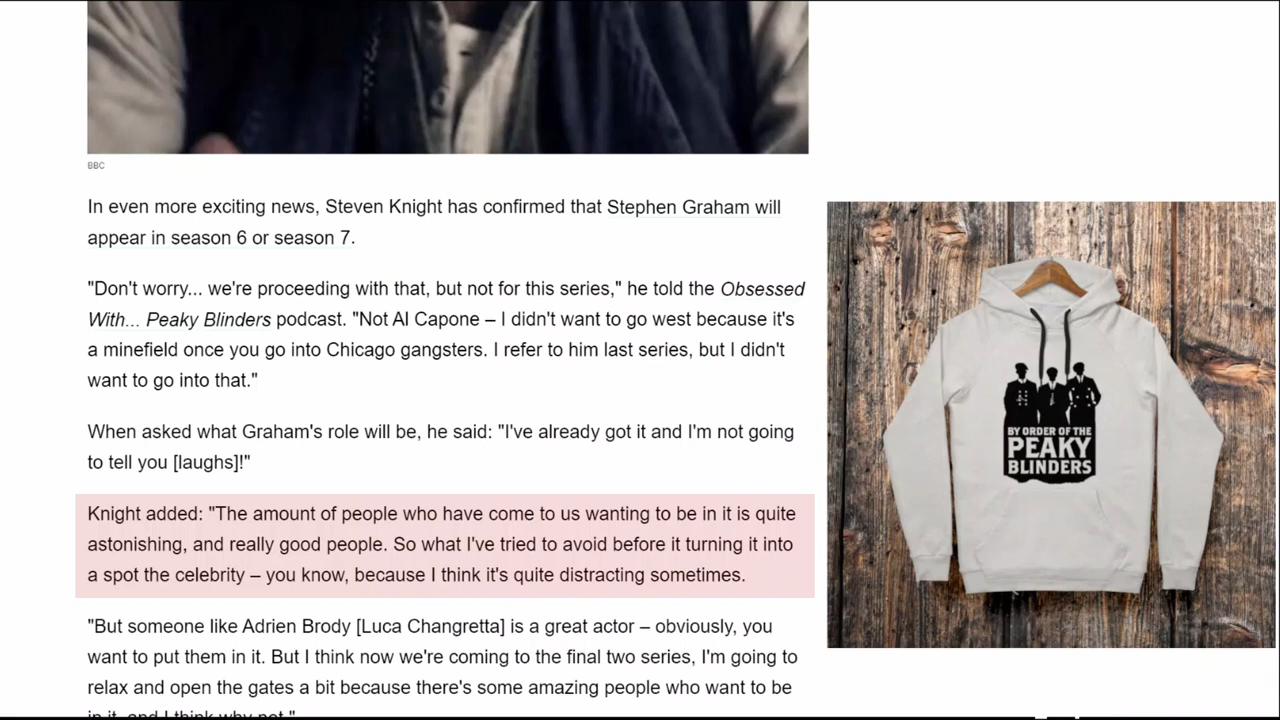 BBC
In even more exciting news, Steven Knight has confirmed that Stephen Graham will
appear in season 6 or season 7.
"Don't worry... we're proceeding with that, but not for this series," he told the Obsessed
With... Peaky Blinders podcast. "Not Al Capone – I didn't want to go west because it's
a minefield once you go into Chicago gangsters. I refer to him last series, but I didn't
want to go into that."
When asked what Graham's role will be, he said: "I've already got it and I'm not going
to tell you [laughs]!"
Knight added: "The amount of people who have come to us wanting to be in it is quite
astonishing, and really good people. So what I've tried to avoid before it turning it into
a spot the celebrity – you know, because I think it's quite distracting sometimes.
"But someone like Adrien Brody [Luca Changretta] is a great actor – obviously, you
want to put them in it. But I think now we're coming to the final two series, I'm going to
relax and open the gates a bit because there's some amazing people who want to be
in it, and I think why not."
BY ORDER OF THE
PEAKY
BLINDERS